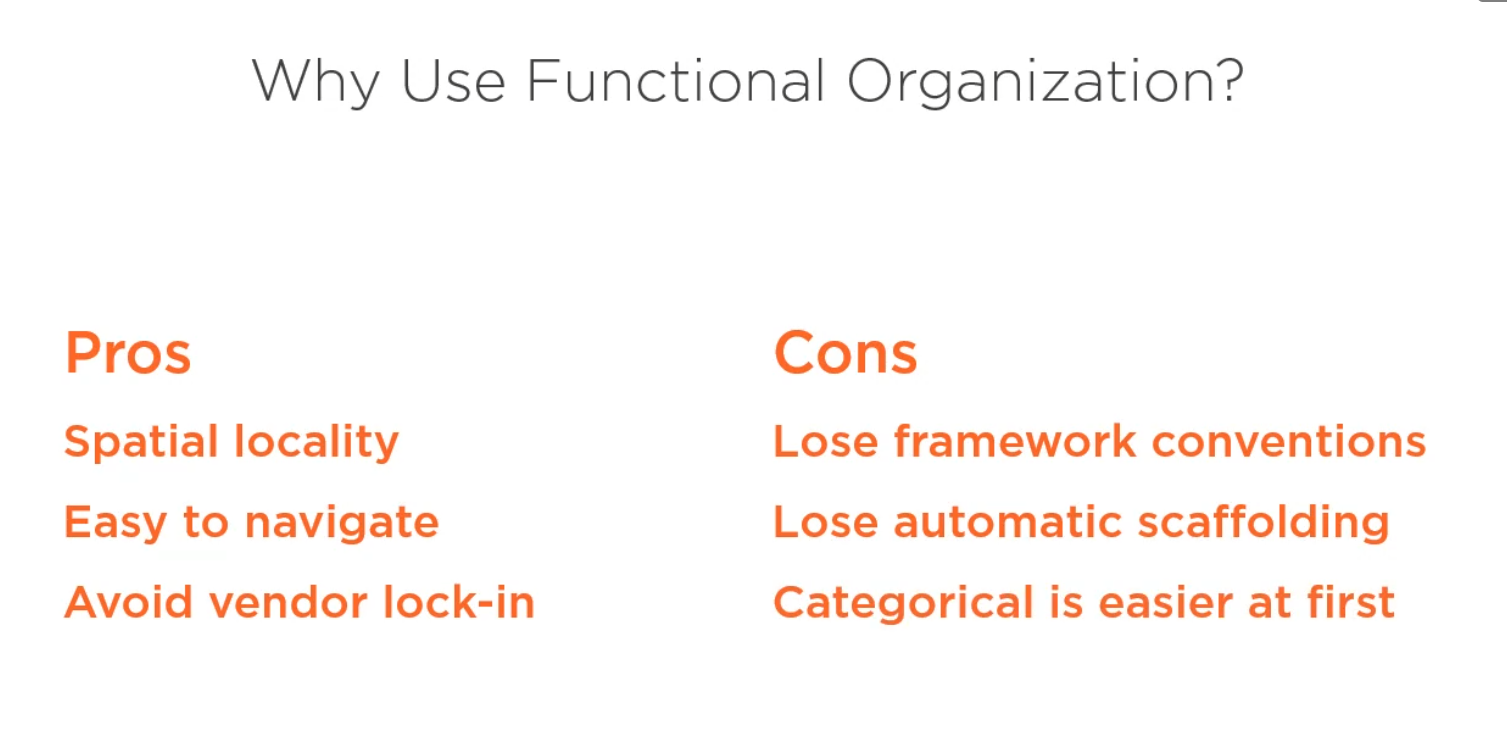 Why Use Functional Organization?
Pros
Spatial locality
Easy to navigate
Avoid vendor lock-in
Cons
Lose framework conventions
Lose automatic scaffolding
Categorical is easier at first